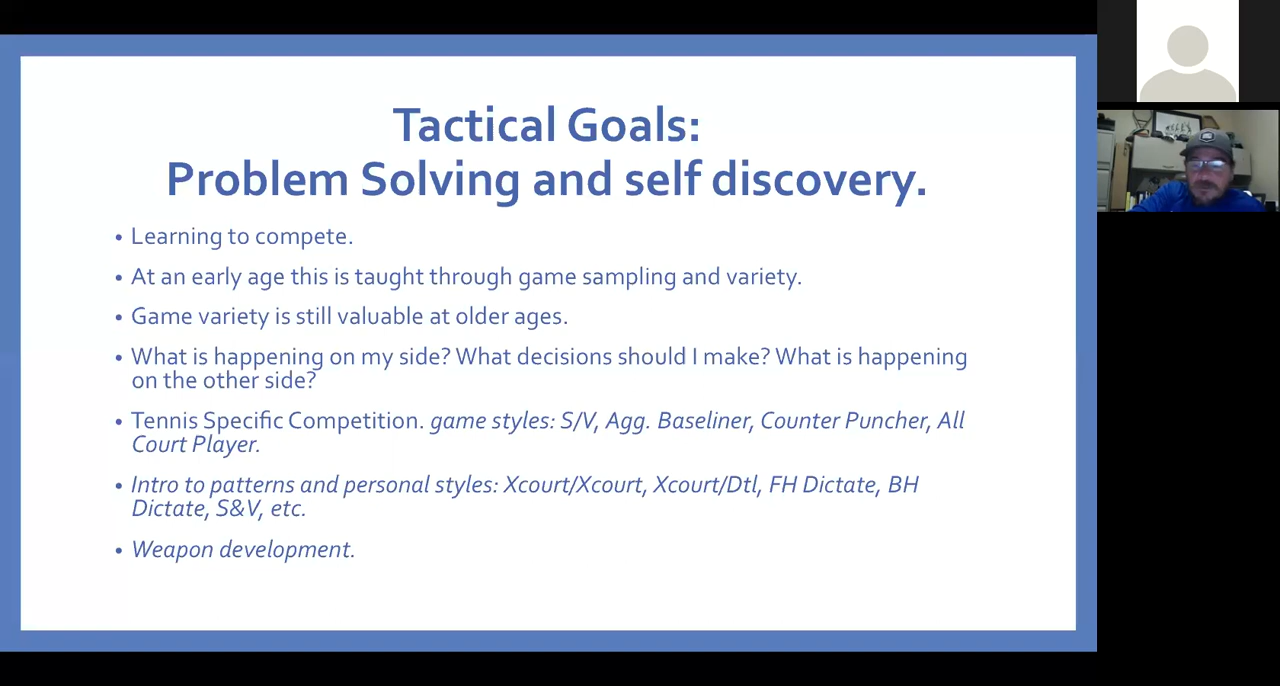 Tactical Goals:
Problem Solving and self discovery.
• Learning to compete.
• At an early age this is taught through game sampling and variety.
• Game variety is still valuable at older ages.
• What is happening on my side? What decisions should I make? What is happening
on the other side?
• Tennis Specific Competition. game styles: S/V, Agg. Baseliner, Counter Puncher, All
Court Player.
• Intro to patterns and personal styles: Xcourt/Xcourt, Xcourt/Dtl, FH Dictate, BH
Dictate, S&V, etc.
• Weapon development.